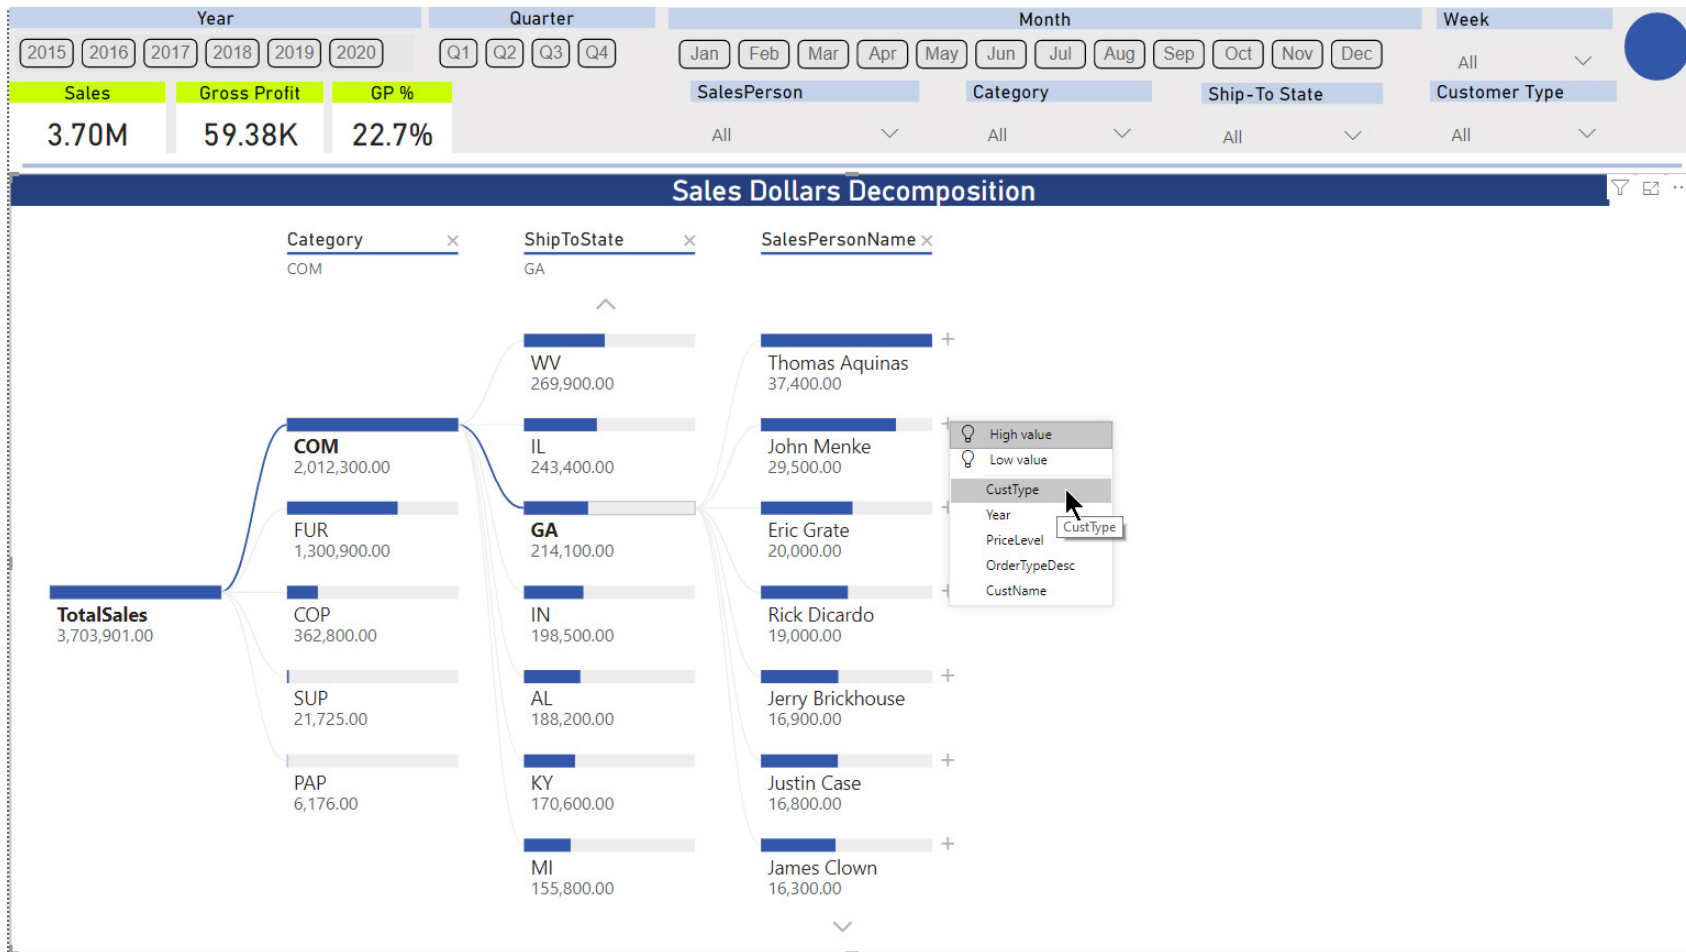 Year Quarter Month Week
2015 2016 2017 2018 2019 2020 Q1 Q2 Q3 Q4 Jan Feb Mar Apr May Jun Jul Aug Sep Oct Nov Dec All
Sales Gross Profit GP % SalesPerson Category Ship-To State Customer Type
3.70M 59.38K 22.7% All All All All
Sales Dollars Decomposition
Category ShipToState SalesPersonName
COM GA
TotalSales
3,703,901.00
COM
2,012,300.00
FUR
1,300,900.00
COP
362,800.00
SUP
21,725.00
PAP
6,176.00
WV
269,900.00
IL
243,400.00
GA
214,100.00
IN
198,500.00
AL
188,200.00
KY
170,600.00
MI
155,800.00
Thomas Aquinas
37,400.00
John Menke
29,500.00
Eric Grate
20,000.00
Rick Dicardo
19,000.00
Jerry Brickhouse
16,900.00
Justin Case
16,800.00
James Clown
16,300.00
High value
Low value
CustType
Year
CustType
PriceLevel
OrderTypeDesc
CustName